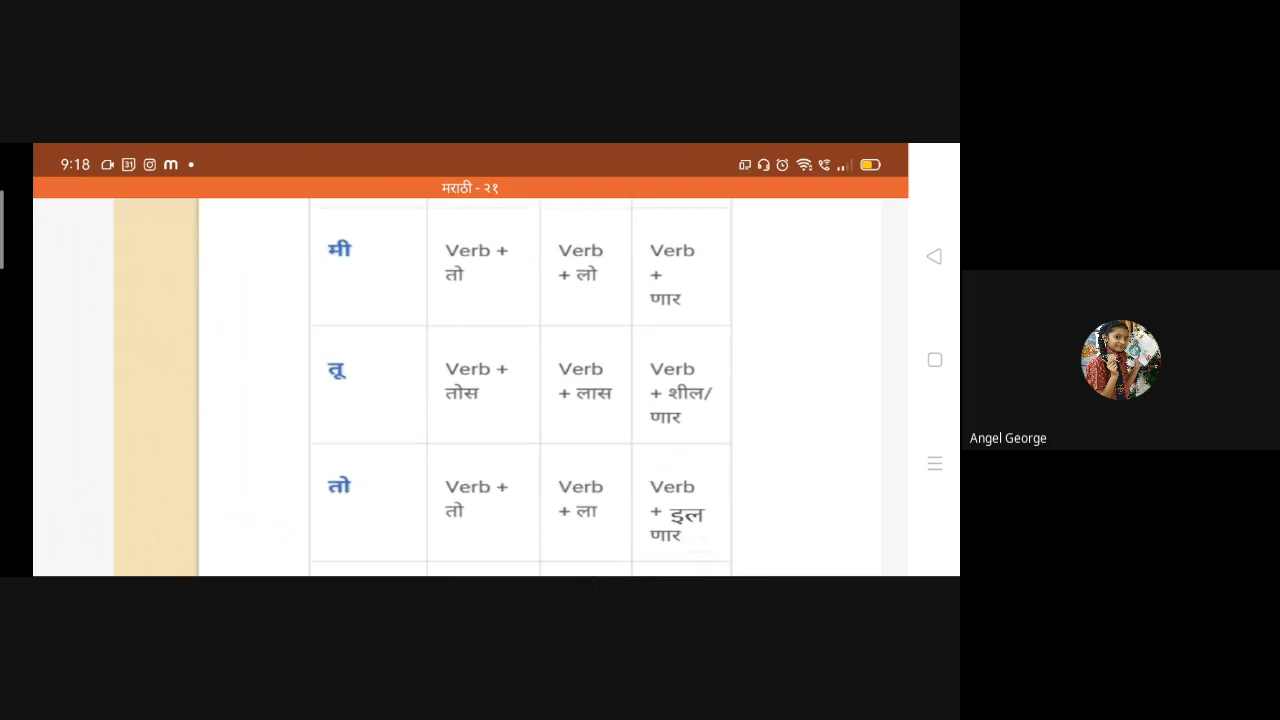 9:18
मराठी - २१
मी
Verb +
तो
Verb
+ लो
Verb
+
णार
तू
Verb +
तोस
Verb
+ लास
Verb
+ शील/
णार
तो
Verb +
तो
Verb
+ ला
Verb
+ इल
णार
Angel George